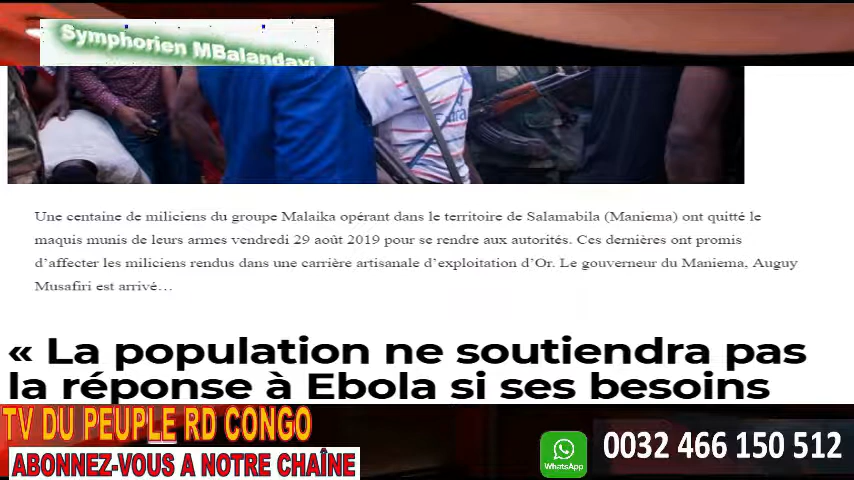 Symphorien MBalandayi
Une centaine de miliciens du groupe Malaika opérant dans le territoire de Salamabila (Maniema) ont quitté le
maquis munis de leurs armes vendredi 29 août 2019 pour se rendre aux autorités. Ces dernières ont promis
d'affecter les miliciens rendus dans une carrière artisanale d'exploitation d'Or. Le gouverneur du Maniema, Auguy
Musafiri est arrivé…
« La population ne soutiendra pas
la réponse à Ebola si ses besoins
TV DU PEUPLE RD CONGO
ABONNEZ-VOUS A NOTRE CHAÎNE
WhatsApp
0032 466 150 512